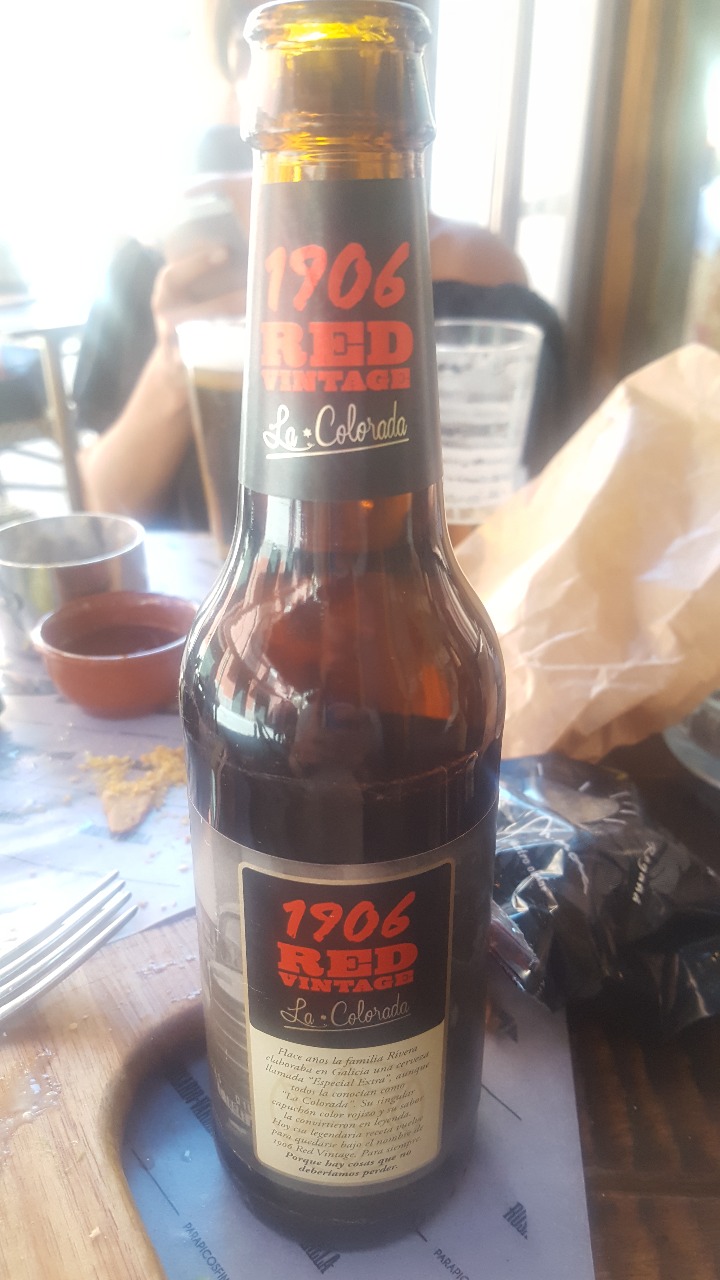 1906
RED
VINTAGE
La Colorada
1906
RED
VINTAGE
La Colorada
Hace años la familia Rivera
elaboraba en Galicia una cerveza
llamada "Especial Extra", aunque
todos la conocían como
"La Colorada". Su singular
capuchón color rojizo y su sabor
la convirtieron en leyenda.
Hoy esa legendaria receta vuelve
para quedarse bajo el nombre de
1906 Red Vintage. Para siempre.
Porque hay cosas que no
deberíamos perder.